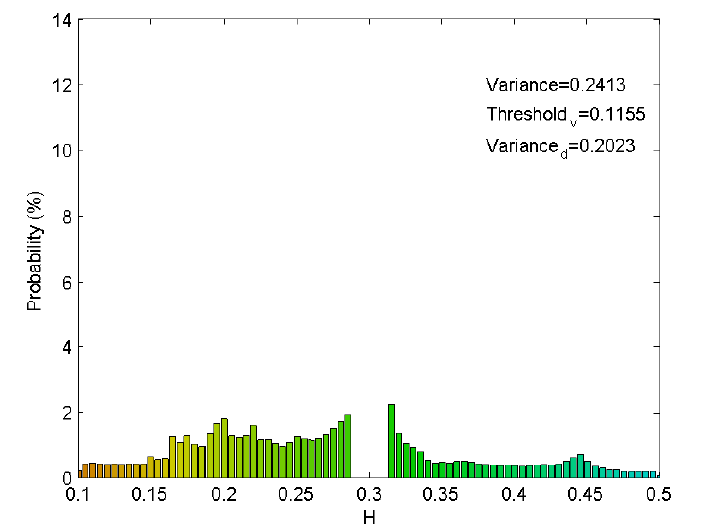 14
12
10
8
6
4
2
0
Probability (%)
Variance=0.2413
Threshold_v=0.1155
Variance_d=0.2023
0.1 0.15 0.2 0.25 0.3 0.35 0.4 0.45 0.5
H